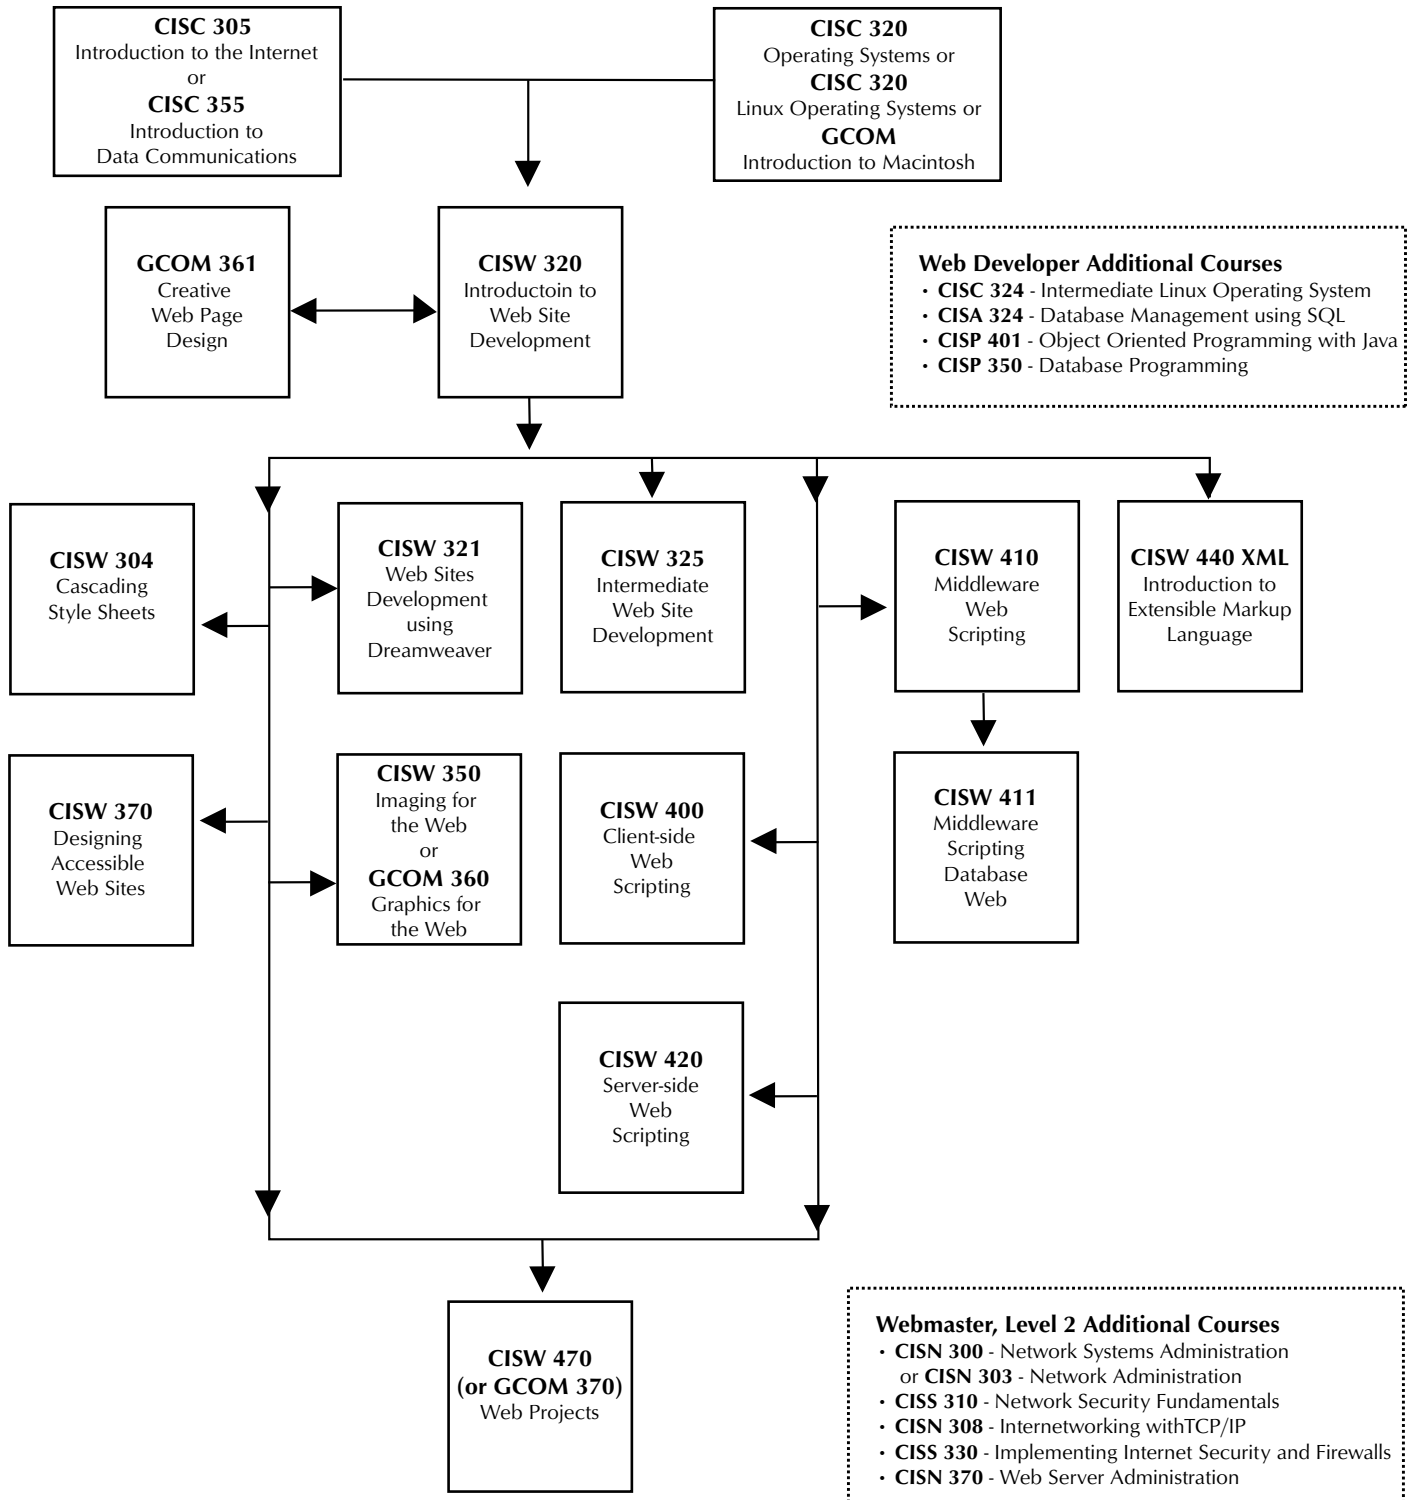 CISC 305
Introduction to the Internet
or
CISC 355
Introduction to
Data Communications
CISC 320
Operating Systems or
CISC 320
Linux Operating Systems or
GCOM
Introduction to Macintosh
GCOM 361
Creative
Web Page
Design
CISW 320
Introductoin to
Web Site
Development
Web Developer Additional Courses
• CISC 324 - Intermediate Linux Operating System
• CISA 324 - Database Management using SQL
• CISP 401 - Object Oriented Programming with Java
• CISP 350 - Database Programming
CISW 304
Cascading
Style Sheets
CISW 321
Web Sites
Development
using
Dreamweaver
CISW 325
Intermediate
Web Site
Development
CISW 410
Middleware
Web
Scripting
CISW 440 XML
Introduction to
Extensible Markup
Language
CISW 370
Designing
Accessible
Web Sites
CISW 350
Imaging for
the Web
or
GCOM 360
Graphics for
the Web
CISW 400
Client-side
Web
Scripting
CISW 411
Middleware
Scripting
Database
Web
CISW 420
Server-side
Web
Scripting
CISW 470
(or GCOM 370)
Web Projects
Webmaster, Level 2 Additional Courses
• CISN 300 - Network Systems Administration
or CISN 303 - Network Administration
• CISS 310 - Network Security Fundamentals
• CISN 308 - Internetworking withTCP/IP
• CISS 330 - Implementing Internet Security and Firewalls
• CISN 370 - Web Server Administration